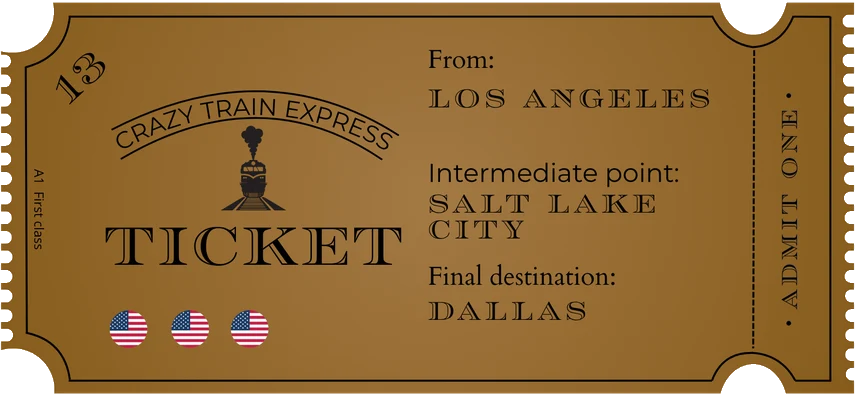 13
CRAZY TRAIN EXPRESS
TICKET
A1 First class
From:
LOS ANGELES
Intermediate point:
SALT LAKE
CITY
Final destination:
DALLAS
• ADMIT ONE •